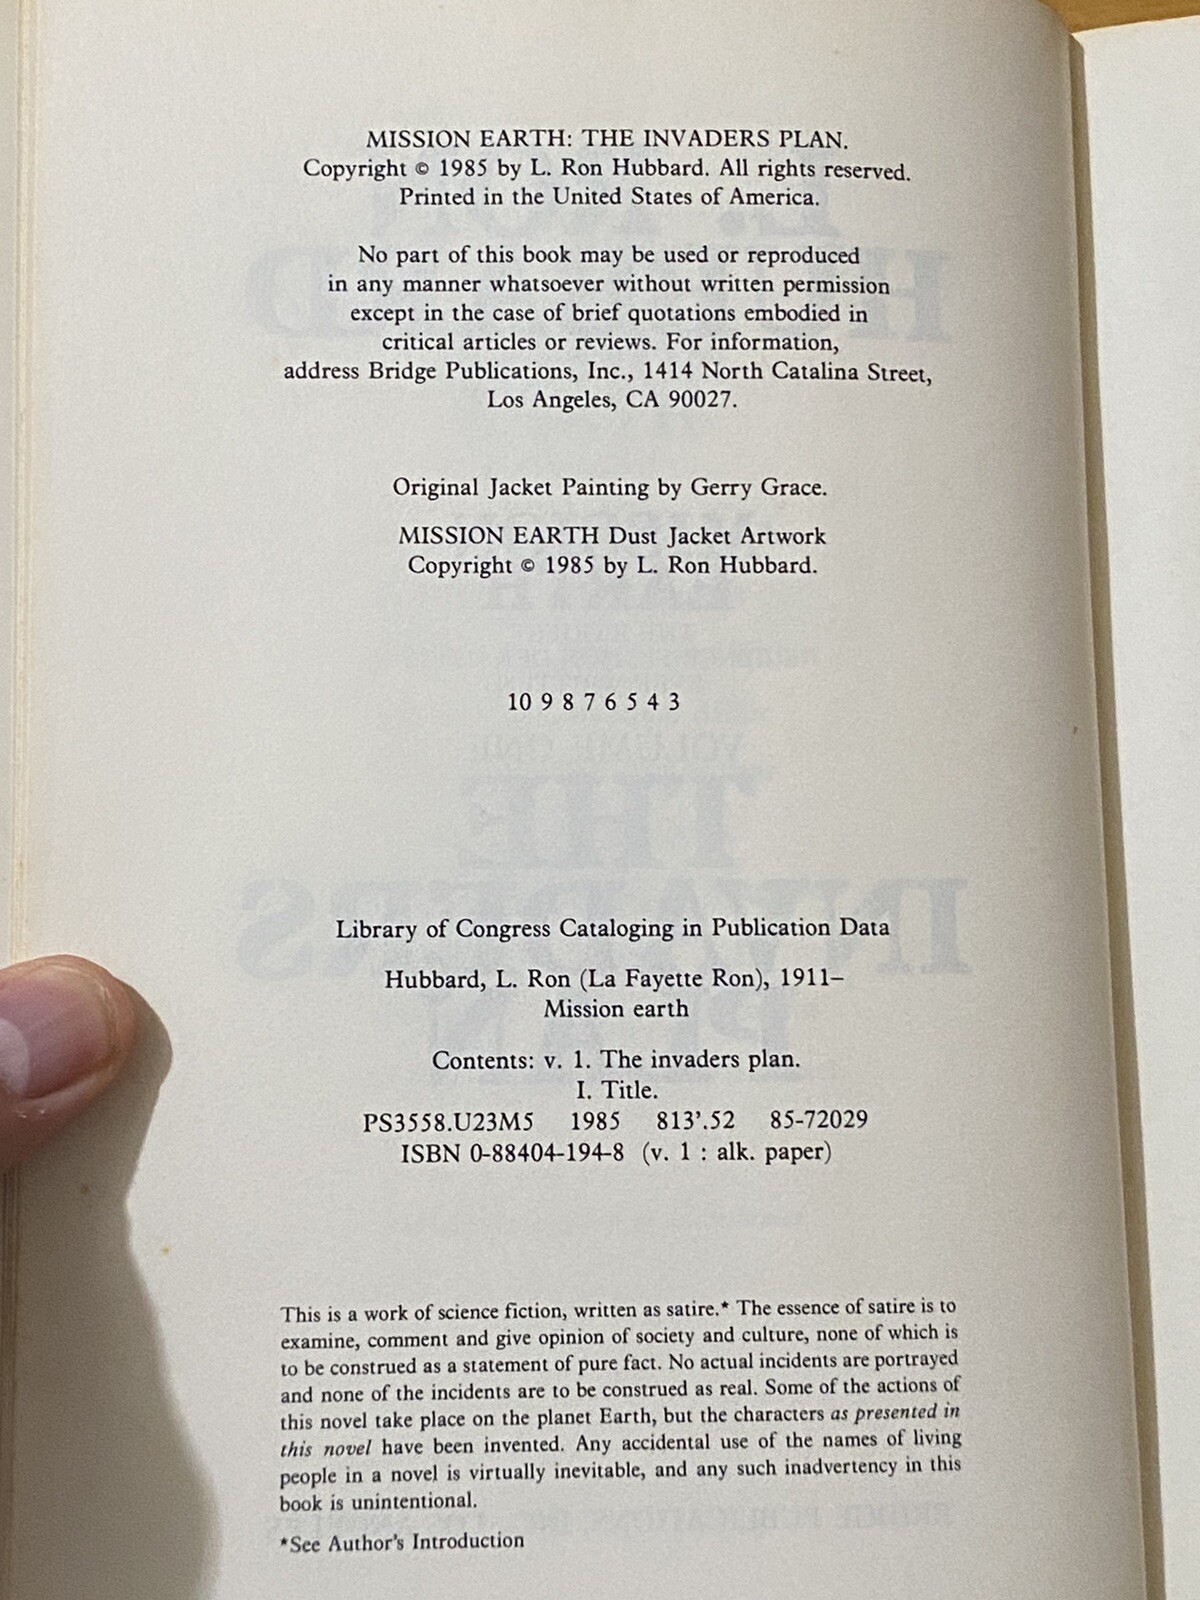 MISSION EARTH: THE INVADERS PLAN.
Copyright © 1985 by L. Ron Hubbard. All rights reserved.
Printed in the United States of America.
No part of this book may be used or reproduced
in any manner whatsoever without written permission
except in the case of brief quotations embodied in
critical articles or reviews. For information,
address Bridge Publications, Inc., 1414 North Catalina Street,
Los Angeles, CA 90027.
Original Jacket Painting by Gerry Grace.
MISSION EARTH Dust Jacket Artwork
Copyright © 1985 by L. Ron Hubbard.
10 9 8 7 6 5 4 3
Library of Congress Cataloging in Publication Data
Hubbard, L. Ron (La Fayette Ron), 1911–
Mission earth
Contents: v. 1. The invaders plan.
I. Title.
PS3558.U23M5 1985 813'.52 85-72029
ISBN 0-88404-194-8 (v. 1 : alk. paper)
This is a work of science fiction, written as satire.* The essence of satire is to
examine, comment and give opinion of society and culture, none of which is
to be construed as a statement of pure fact. No actual incidents are portrayed
and none of the incidents are to be construed as real. Some of the actions of
this novel take place on the planet Earth, but the characters as presented in
this novel have been invented. Any accidental use of the names of living
people in a novel is virtually inevitable, and any such inadvertency in this
book is unintentional.
*See Author's Introduction